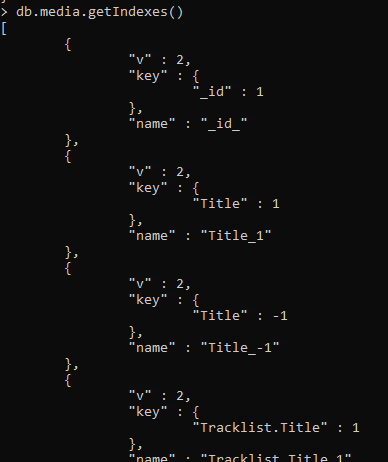 > db.media.getIndexes()
[
        {
                "v" : 2,
                "key" : {
                        "_id" : 1
                },
                "name" : "_id_"
        },
        {
                "v" : 2,
                "key" : {
                        "Title" : 1
                },
                "name" : "Title_1"
        },
        {
                "v" : 2,
                "key" : {
                        "Title" : -1
                },
                "name" : "Title_-1"
        },
        {
                "v" : 2,
                "key" : {
                        "Tracklist.Title" : 1
                },
                "name" : "Tracklist.Title_1"